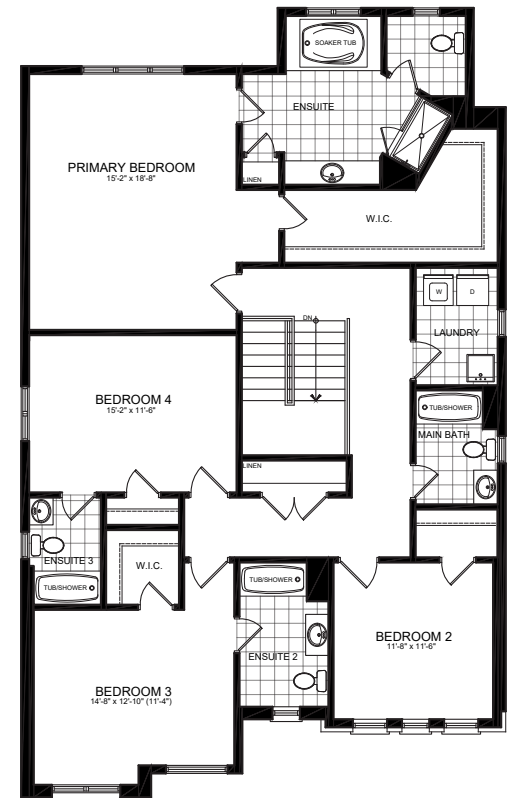 SOAKER TUB
ENSUITE
PRIMARY BEDROOM
15'-2" x 18'-8"
LINEN
W.I.C.
W
D
DN
LAUNDRY
BEDROOM 4
15'-2" x 11'-6"
TUB/SHOWER
MAIN BATH
LINEN
ENSUITE 3
W.I.C.
TUB/SHOWER
TUB/SHOWER
BEDROOM 2
11'-8" x 11'-6"
ENSUITE 2
BEDROOM 3
14'-8" x 12'-10" (11'-4")